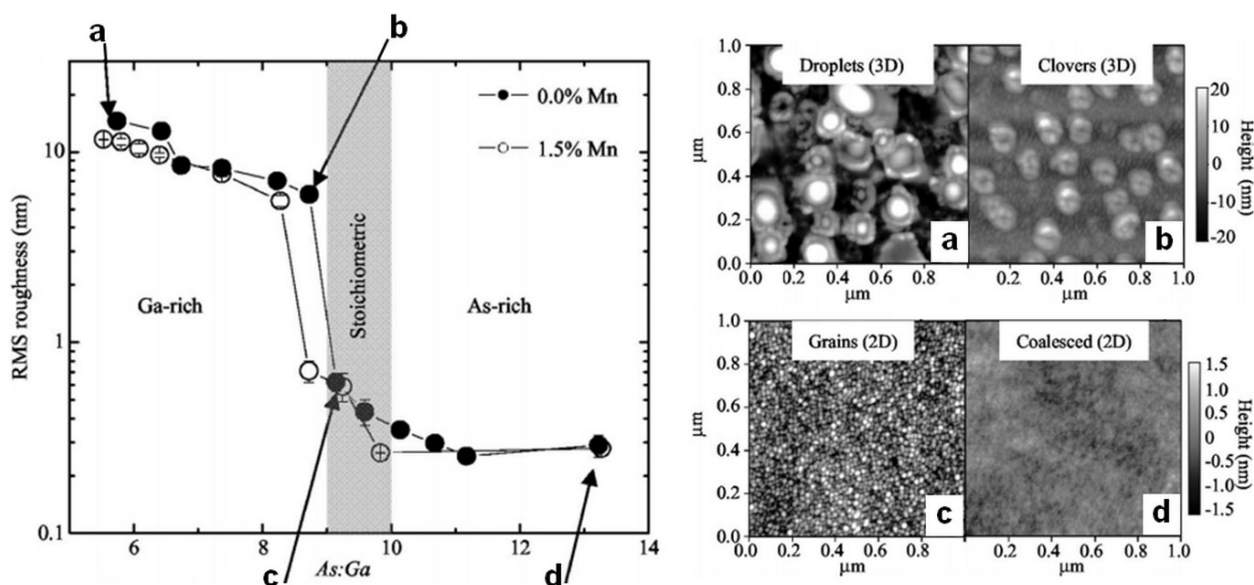 a
b
10
1
0.1
RMS roughness (nm)
0.0% Mn
1.5% Mn
Ga-rich
Stoichiometric
As-rich
6
8
10
12
14
c
As:Ga
d
1.0
0.8
0.6
0.4
0.2
0.0
μm
Droplets (3D)
Clovers (3D)
a
b
0.2
0.4
0.6
0.8
μm
0.2
0.4
0.6
0.8
1.0
μm
20
10
0
-10
-20
Height (nm)
1.0
0.8
0.6
0.4
0.2
0.0
μm
Grains (2D)
Coalesced (2D)
c
d
0.0
0.2
0.4
0.6
0.8
μm
0.2
0.4
0.6
0.8
1.0
μm
1.5
1.0
0.5
0
-0.5
-1.0
-1.5
Height (nm)